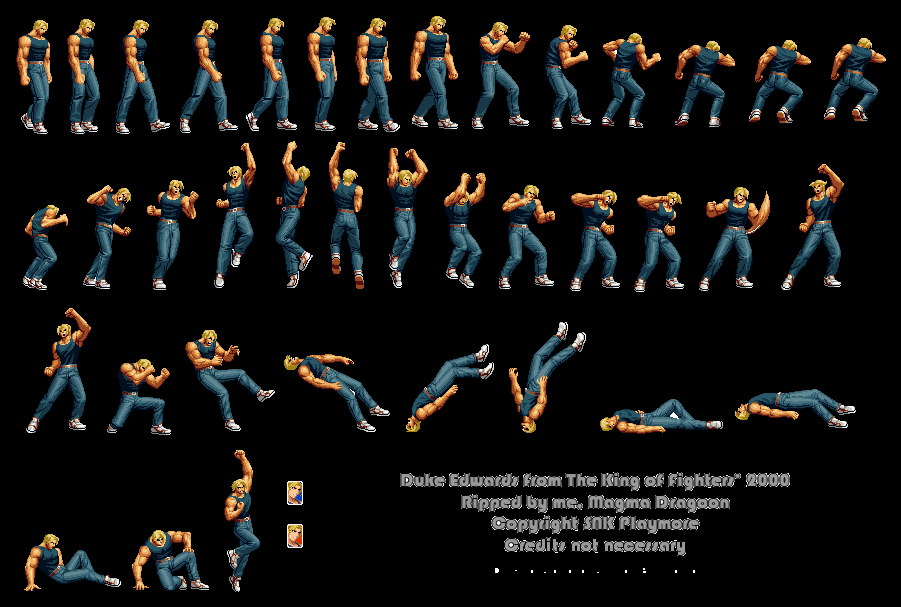 Duke Edwards from The King of Fighters' 2000
Ripped by me, Magma Dragoon
Copyright SNK Playmore
Credits not necessary